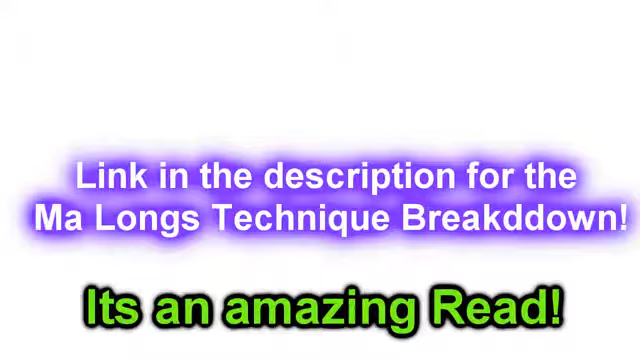 Link in the description for the
Ma Longs Technique Breakddown!
Its an amazing Read!